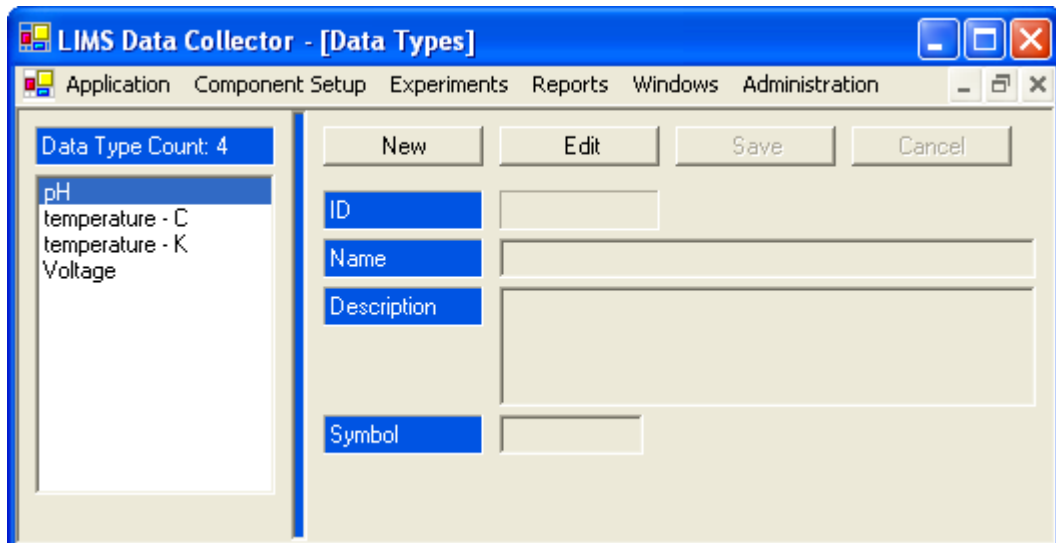 LIMS Data Collector - [Data Types]
Application Component Setup Experiments Reports Windows Administration
Data Type Count: 4
pH
temperature - C
temperature - K
Voltage
New Edit Save Cancel
ID
Name
Description
Symbol